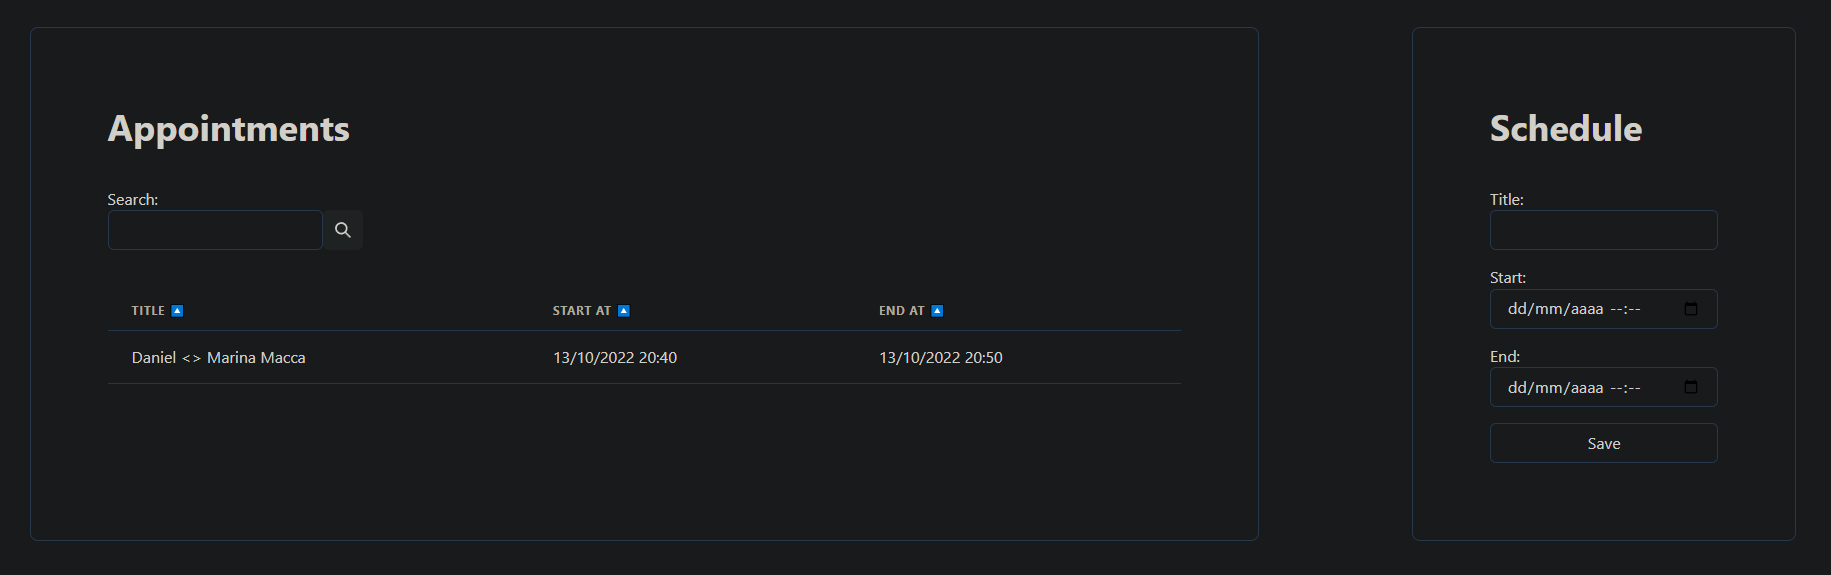 Appointments
Search:
TITLE START AT END AT
Daniel <> Marina Macca 13/10/2022 20:40 13/10/2022 20:50
Schedule
Title:
Start:
dd/mm/aaaa --:--
End:
dd/mm/aaaa --:--
Save